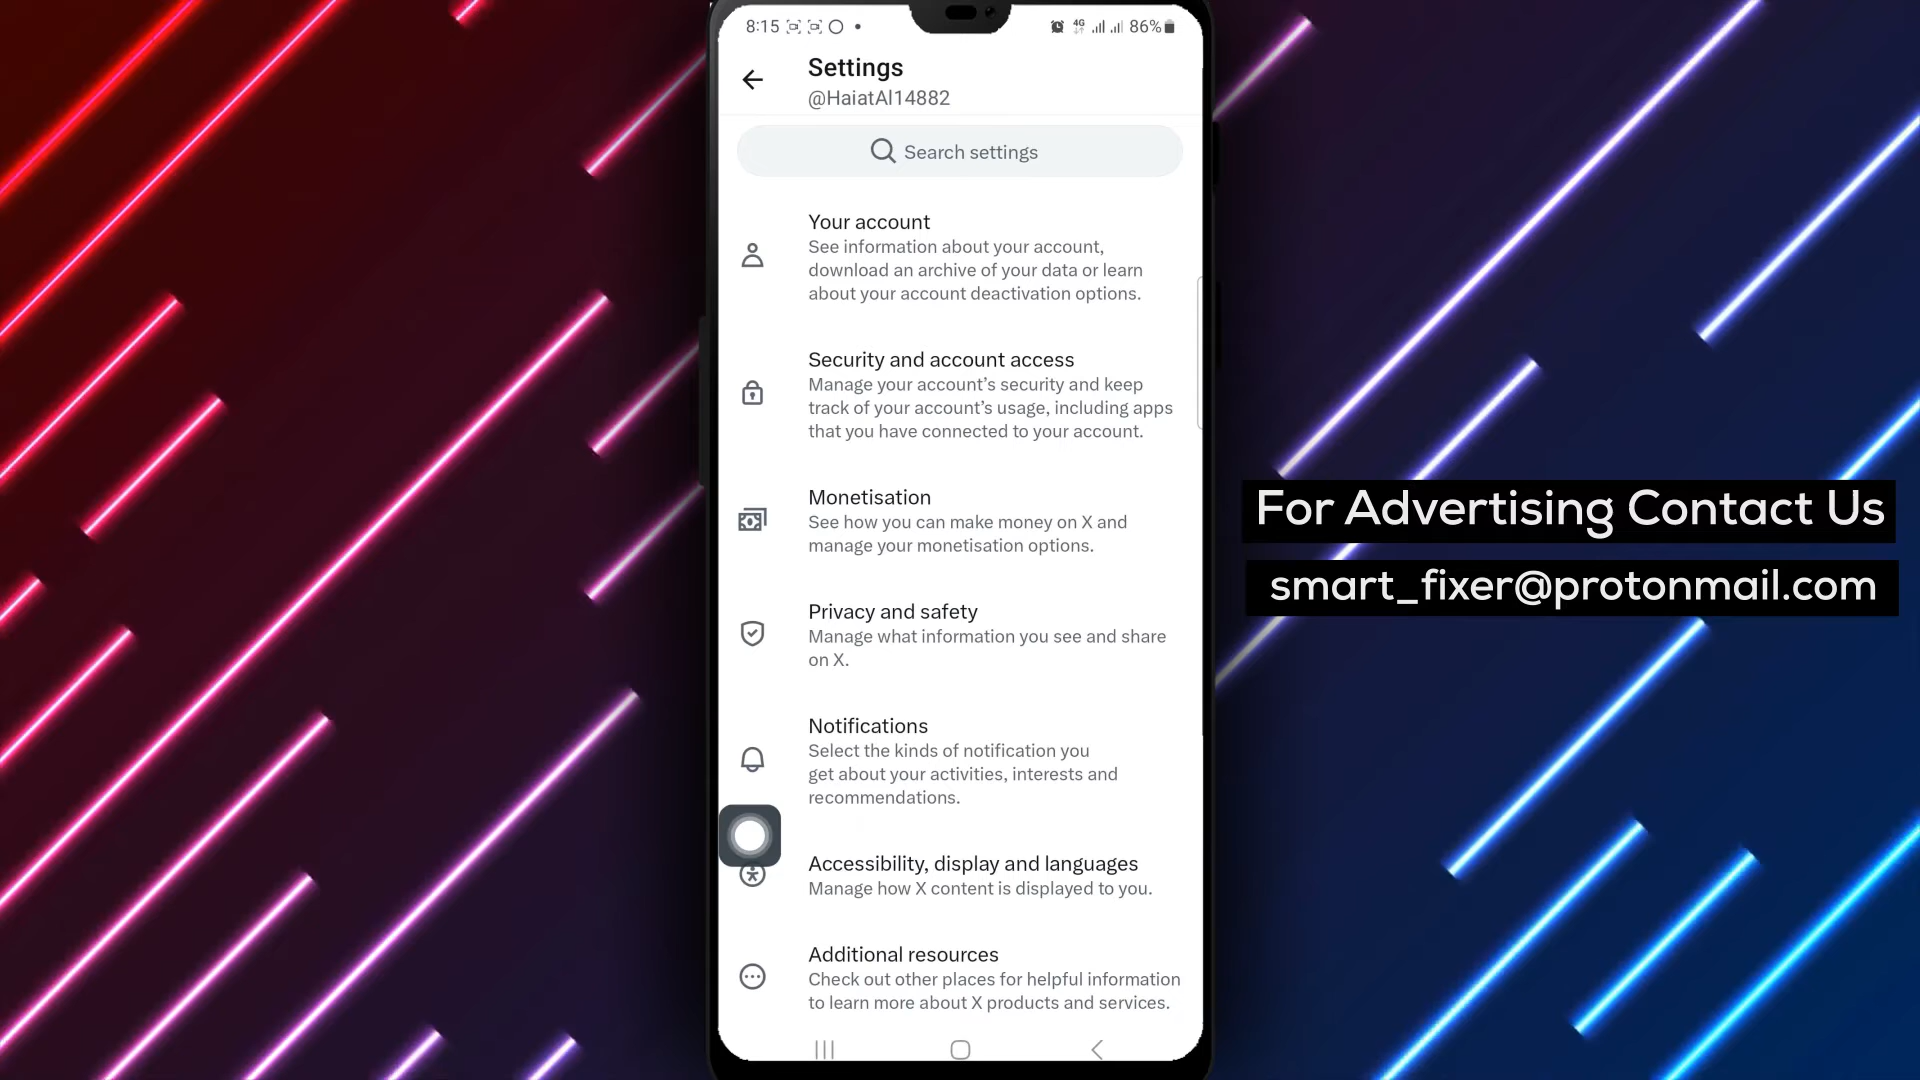 8:15
4G
86%
Settings
@HaiatAl14882
Search settings
Your account
See information about your account,
download an archive of your data or learn
about your account deactivation options.
Security and account access
Manage your account’s security and keep
track of your account’s usage, including apps
that you have connected to your account.
Monetisation
See how you can make money on X and
manage your monetisation options.
Privacy and safety
Manage what information you see and share
on X.
Notifications
Select the kinds of notification you
get about your activities, interests and
recommendations.
Accessibility, display and languages
Manage how X content is displayed to you.
Additional resources
Check out other places for helpful information
to learn more about X products and services.
For Advertising Contact Us
smart_fixer@protonmail.com